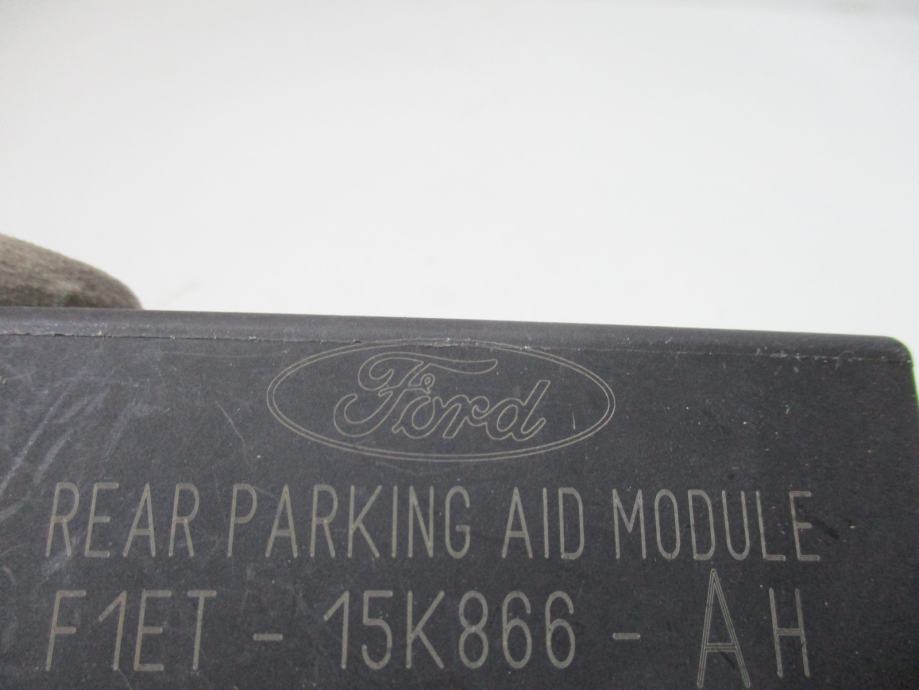 Ford
REAR PARKING AID MODULE
F1ET - 15K866 - AH